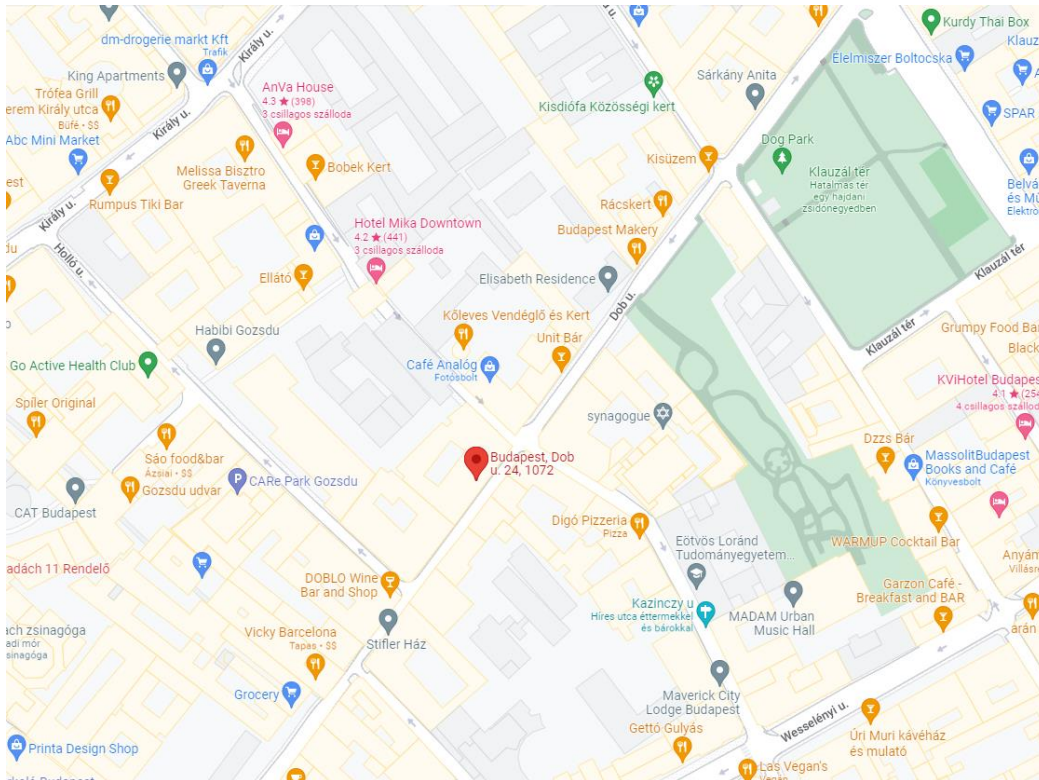 dm-drogerie markt Kft
Trafik
King Apartments
Király u.
Trófea Grill
erem Király utca
Büfé • $$
Király u.
Abc Mini Market
est
Rumpus Tiki Bar
Király u.
AnVa House
4.3 ★ (398)
3 csillagos szálloda
Melissa Bisztro
Greek Taverna
Bobek Kert
Hotel Mika Downtown
4.2 ★ (441)
3 csillagos szálloda
Ellátó
Holló u.
Habibi Gozsdu
Go Active Health Club
Spíler Original
Sáo food&bar
Ázsiai • $$
Gozsdu udvar
CAT Budapest
P
CARe Park Gozsdu
adách 11 Rendelő
ach zsinagóga
adi mór
sinagóga
DOBLO Wine
Bar and Shop
Stifler Ház
Vicky Barcelona
Tapas • $$
Grocery
Printa Design Shop
Kisdiófa Közösségi kert
Sárkány Anita
Kisüzem
Rácskert
Budapest Makery
Elisabeth Residence
Dob u.
Kőleves Vendéglő és Kert
Unit Bár
Café Analóg
Fotósbolt
synagogue
Budapest, Dob
u. 24, 1072
Digó Pizzeria
Pizza
Eötvös Loránd
Tudományegyetem...
Kazinczy u
Híres utca éttermekkel
és bárokkal
MADAM Urban
Music Hall
Maverick City
Lodge Budapest
Gettó Gulyás
Las Vegan's
Vegán
Wesselényi u.
Úri Muri kávéház
és mulató
Kurdy Thai Box
Elelmiszer Boltocska
Klauz
SPAR
Dog Park
Klauzál tér
Hatalmas tér
egy hajdani
zsidónegyedben
Belvá
és Mű
Elektró
Klauzál tér
Klauzál tér
Grumpy Food Ba
Black
KViHotel Budapes
4.1 ★ (254
4 csillagos szállod
Dzzs Bár
MassolitBudapest
Books and Café
Könyvesbolt
WARMUP Cocktail Bar
Anyám
Villásre
Garzon Café -
Breakfast and BAR
arán